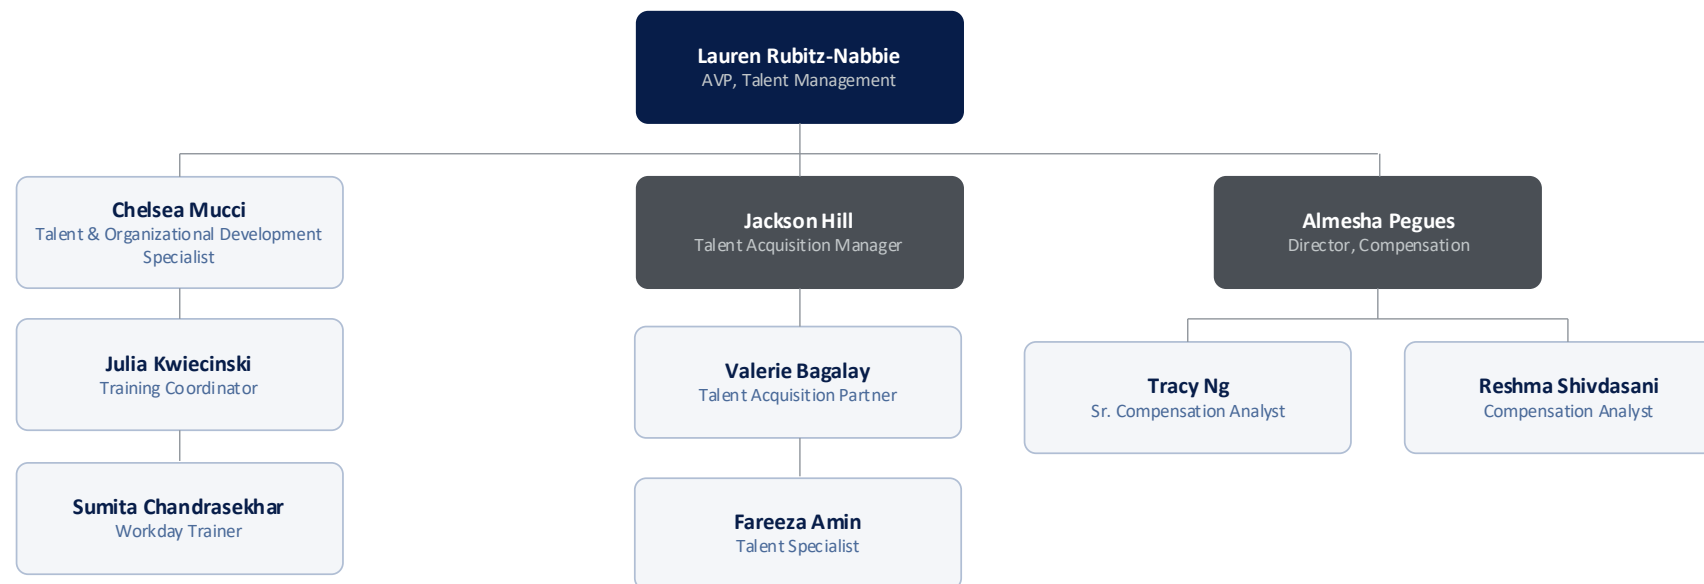 Lauren Rubitz-Nabbie
AVP, Talent Management
Chelsea Mucci
Talent & Organizational Development
Specialist
Jackson Hill
Talent Acquisition Manager
Almesha Pegues
Director, Compensation
Julia Kwiecinski
Training Coordinator
Valerie Bagalay
Talent Acquisition Partner
Tracy Ng
Sr. Compensation Analyst
Reshma Shivdasani
Compensation Analyst
Sumita Chandrasekhar
Workday Trainer
Fareeza Amin
Talent Specialist